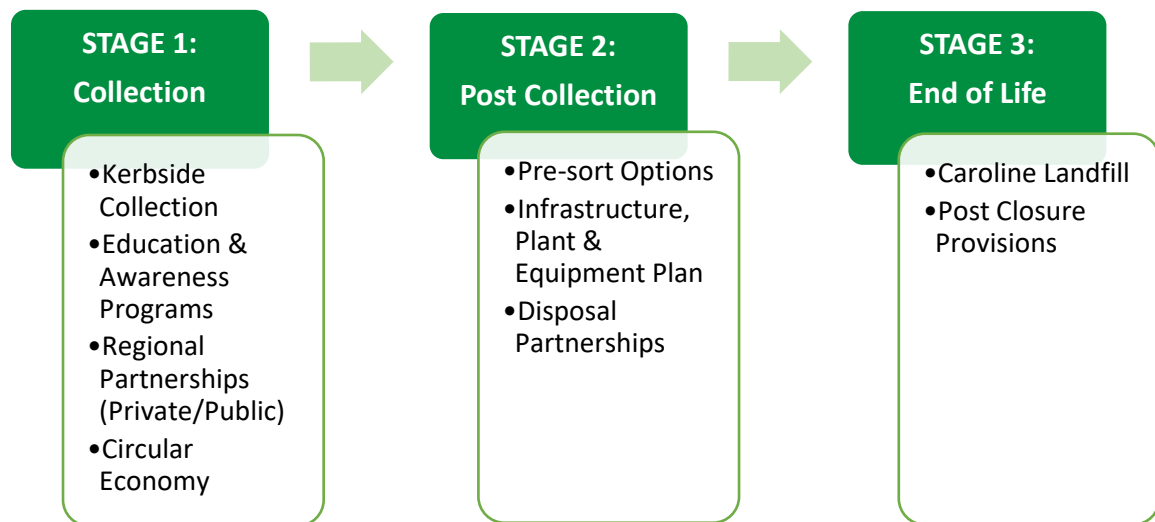 STAGE 1:
Collection
•Kerbside
Collection
•Education &
Awareness
Programs
•Regional
Partnerships
(Private/Public)
•Circular
Economy
STAGE 2:
Post Collection
•Pre-sort Options
•Infrastructure,
Plant &
Equipment Plan
•Disposal
Partnerships
STAGE 3:
End of Life
•Caroline Landfill
•Post Closure
Provisions